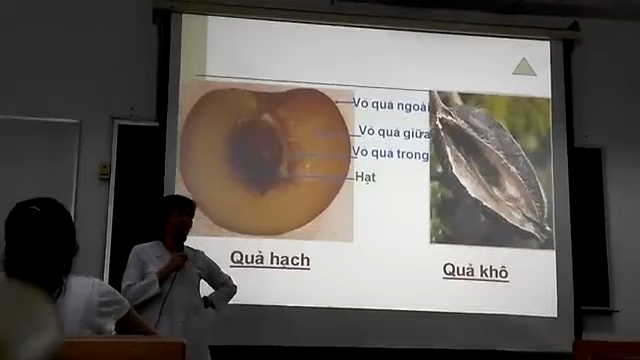 Vỏ quả ngoài
Vỏ quả giữa
Vỏ quả trong
Hạt
Quả hạch
Quả khô